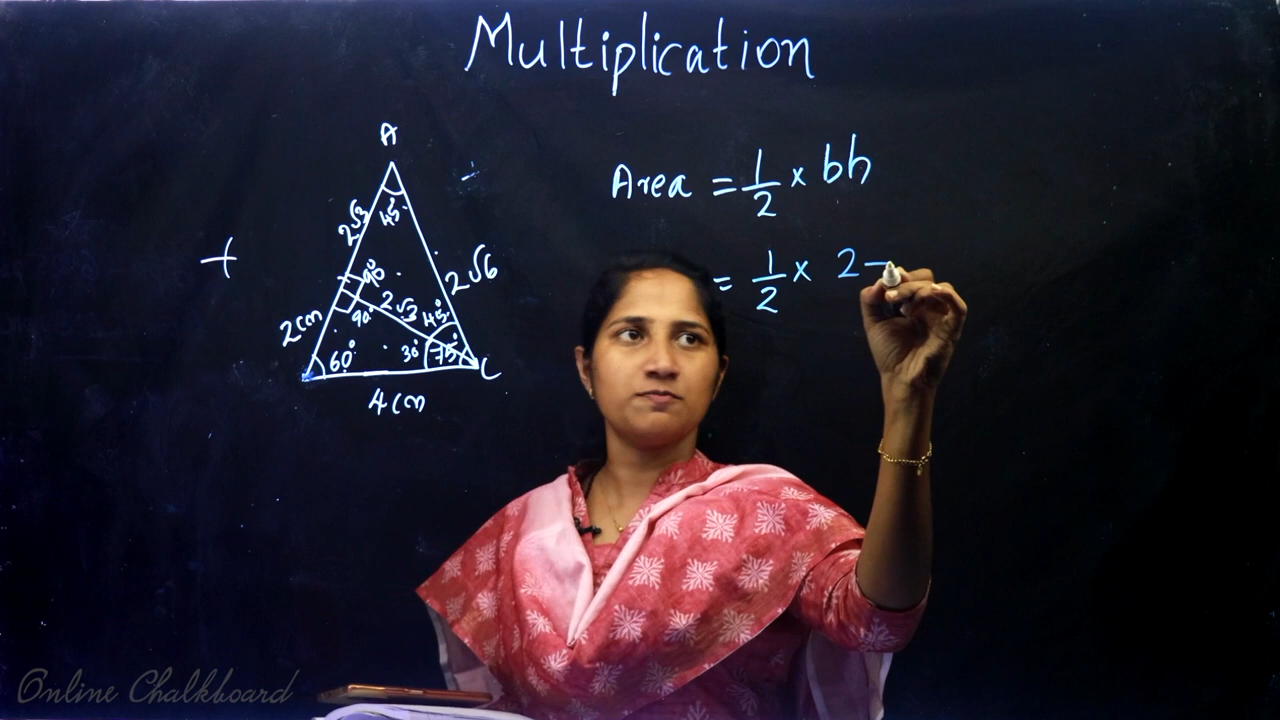 Multiplication
A
Area = 1/2 × bh
2√3
45°
90°
2√6
= 1/2 × 2
2cm
90°
2√3
45°
60°
30°
75°
C
4cm
Online Chalkboard